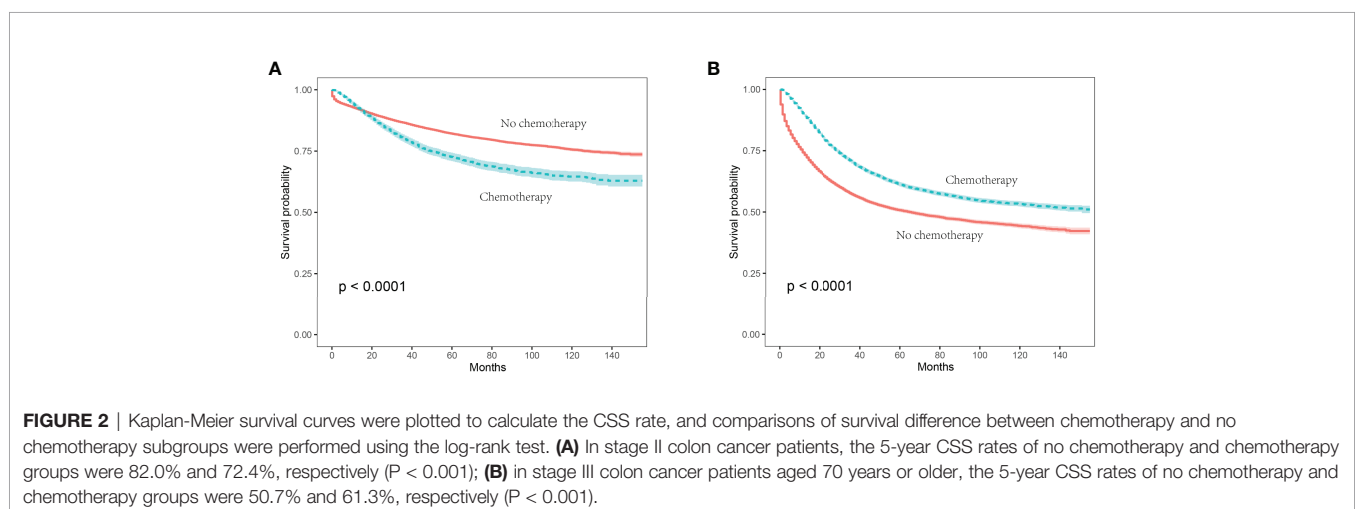 A
1.00
0.75
0.50
0.25
0.00
Survival probability
No chemotherapy
Chemotherapy
p < 0.0001
0 20 40 60 80 100 120 140
Months
B
1.00
0.75
0.50
0.25
0.00
Survival probability
Chemotherapy
No chemotherapy
p < 0.0001
0 20 40 60 80 100 120 140
Months
FIGURE 2 | Kaplan-Meier survival curves were plotted to calculate the CSS rate, and comparisons of survival difference between chemotherapy and no
chemotherapy subgroups were performed using the log-rank test. (A) In stage II colon cancer patients, the 5-year CSS rates of no chemotherapy and chemotherapy
groups were 82.0% and 72.4%, respectively (P < 0.001); (B) in stage III colon cancer patients aged 70 years or older, the 5-year CSS rates of no chemotherapy and
chemotherapy groups were 50.7% and 61.3%, respectively (P < 0.001).